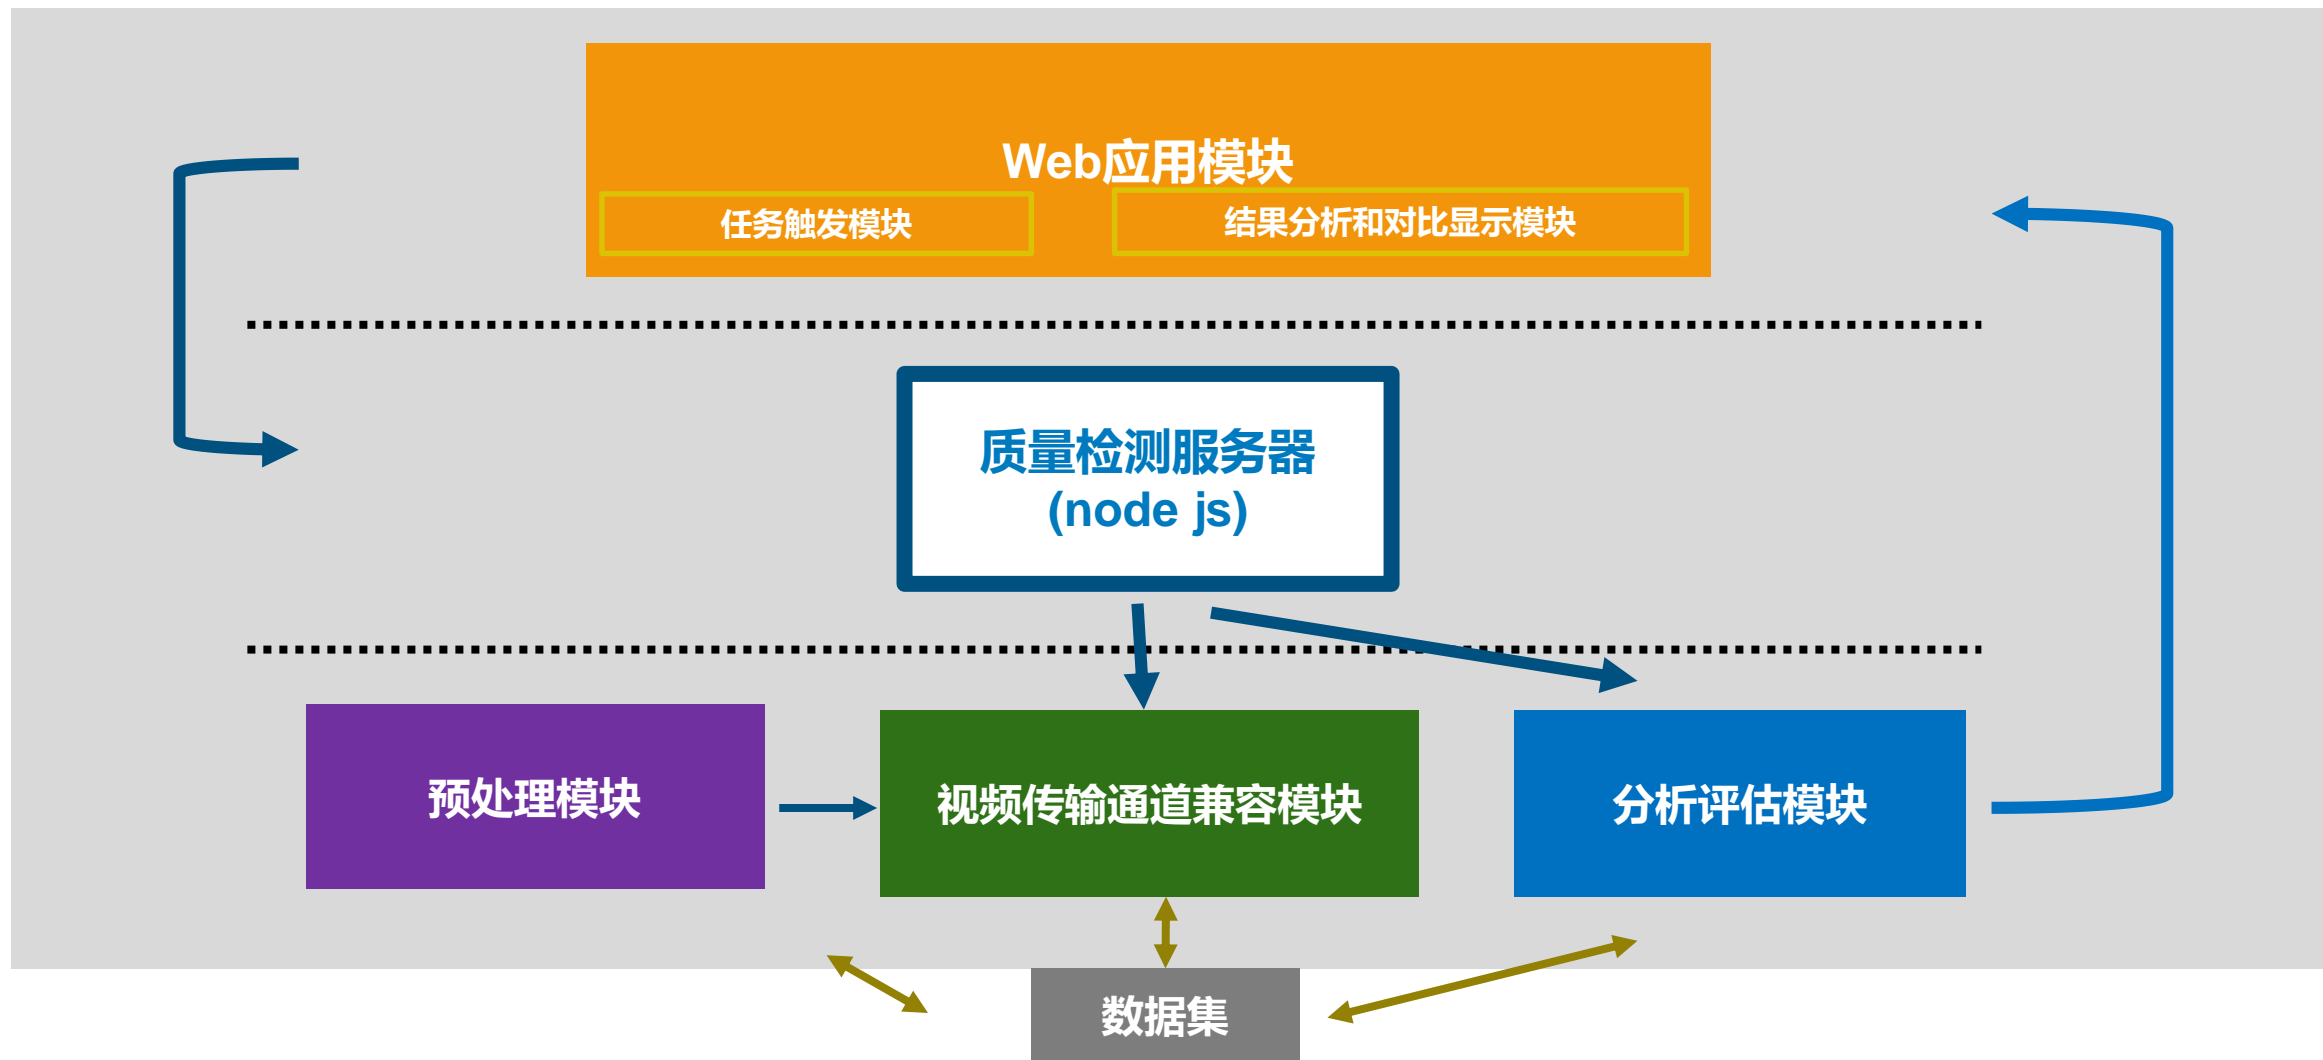 Web应用模块
任务触发模块
结果分析和对比显示模块
质量检测服务器
(node js)
预处理模块
视频传输通道兼容模块
分析评估模块
数据集